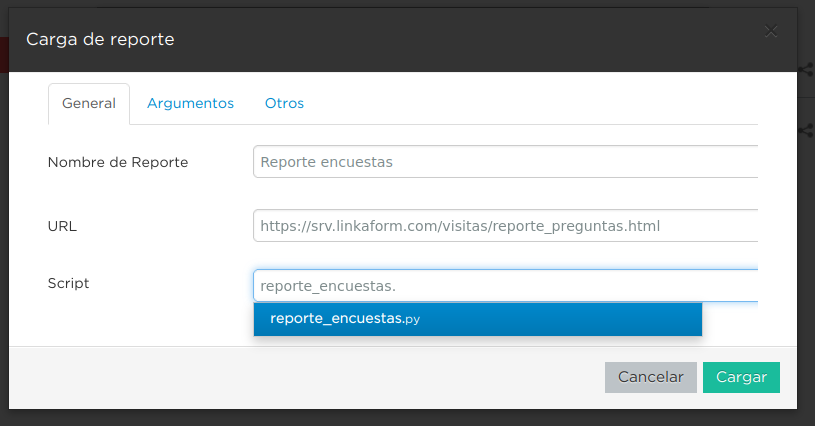 Carga de reporte ×
General Argumentos Otros
Nombre de Reporte Reporte encuestas
URL https://srv.linkaform.com/visitas/reporte_preguntas.html
Script reporte_encuestas.
reporte_encuestas.py
Cancelar Cargar